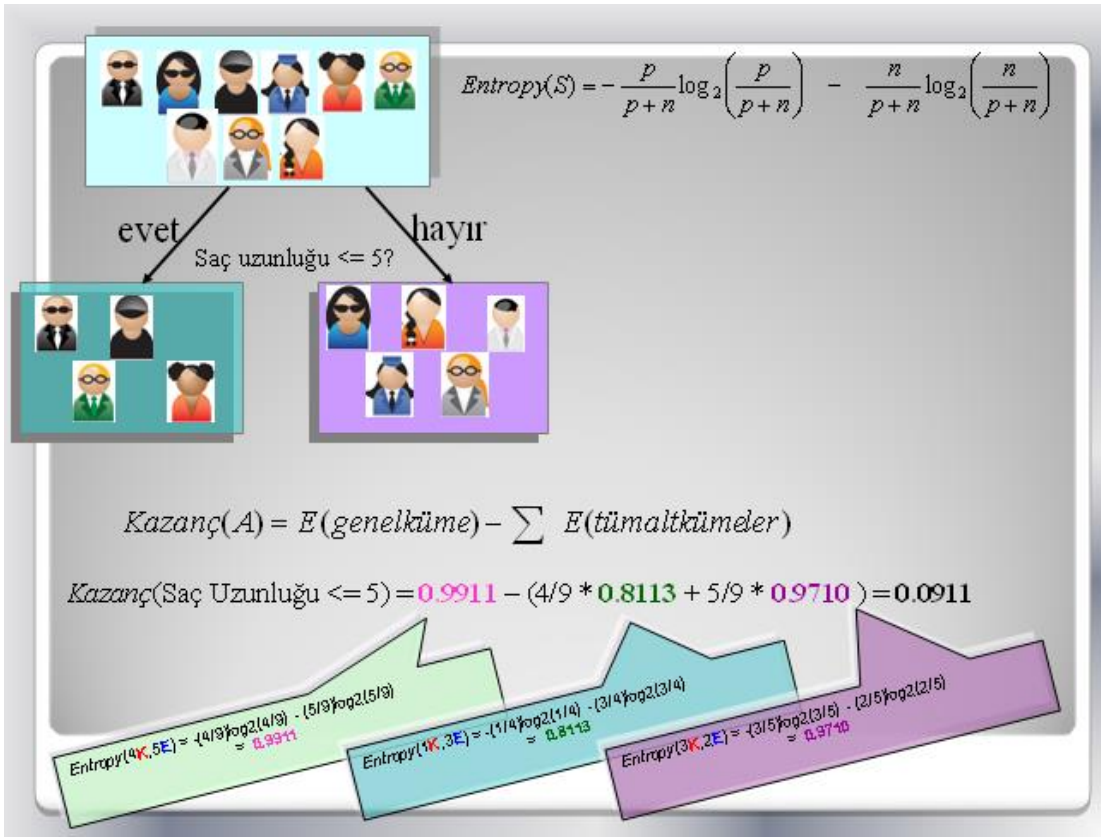 Entropy(S) = - p/(p+n) log₂(p/(p+n)) - n/(p+n) log₂(n/(p+n))
evet
hayır
Saç uzunluğu <= 5?
Kazanç(A) = E(genelküme) – ∑ E(tümaltkümeler)
Kazanç(Saç Uzunluğu <= 5) = 0.9911 – (4/9 * 0.8113 + 5/9 * 0.9710 ) = 0.0911
Entropy(4K,5E) = -(4/9)log2(4/9) - (5/9)log2(5/9)
= 0.9911
Entropy(1K,3E) = -(1/4)log2(1/4) - (3/4)log2(3/4)
= 0.8113
Entropy(3K,2E) = -(3/5)log2(3/5) - (2/5)log2(2/5)
= 0.9710